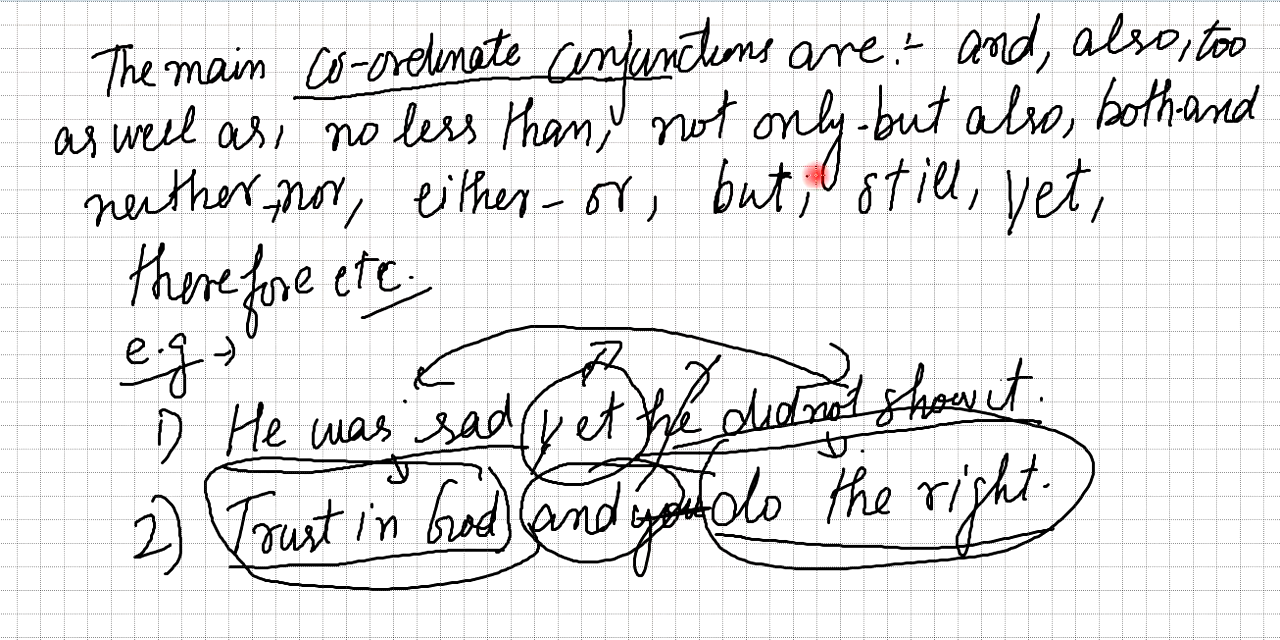 The main co-ordinate conjunctions are :- and, also, too
as well as, no less than, not only-but also, both-and
neither-nor, either-or, but, still, yet,
therefore etc.
e.g →
1) He was sad yet he did not show it.
2) Trust in God and you do the right.